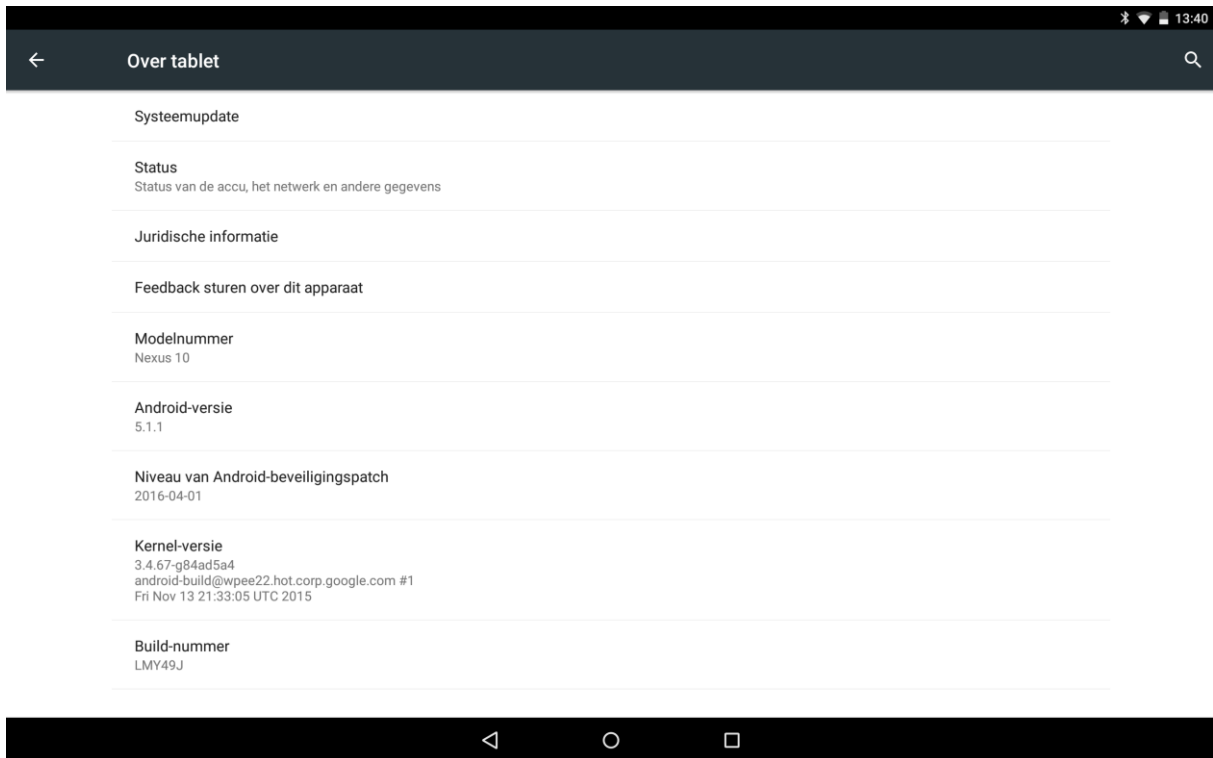 13:40
Over tablet
Systeemupdate
Status
Status van de accu, het netwerk en andere gegevens
Juridische informatie
Feedback sturen over dit apparaat
Modelnummer
Nexus 10
Android-versie
5.1.1
Niveau van Android-beveiligingspatch
2016-04-01
Kernel-versie
3.4.67-g84ad5a4
android-build@wpee22.hot.corp.google.com #1
Fri Nov 13 21:33:05 UTC 2015
Build-nummer
LMY49J